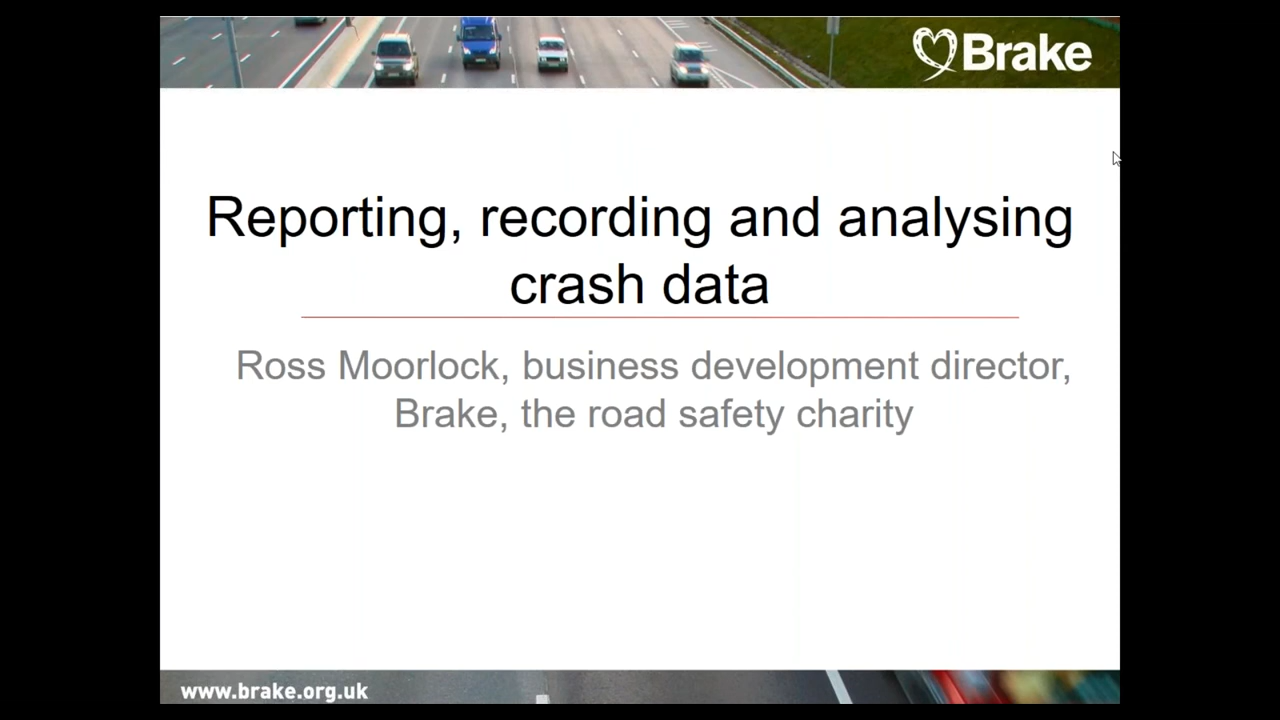 Brake
Reporting, recording and analysing
crash data
Ross Moorlock, business development director,
Brake, the road safety charity
www.brake.org.uk